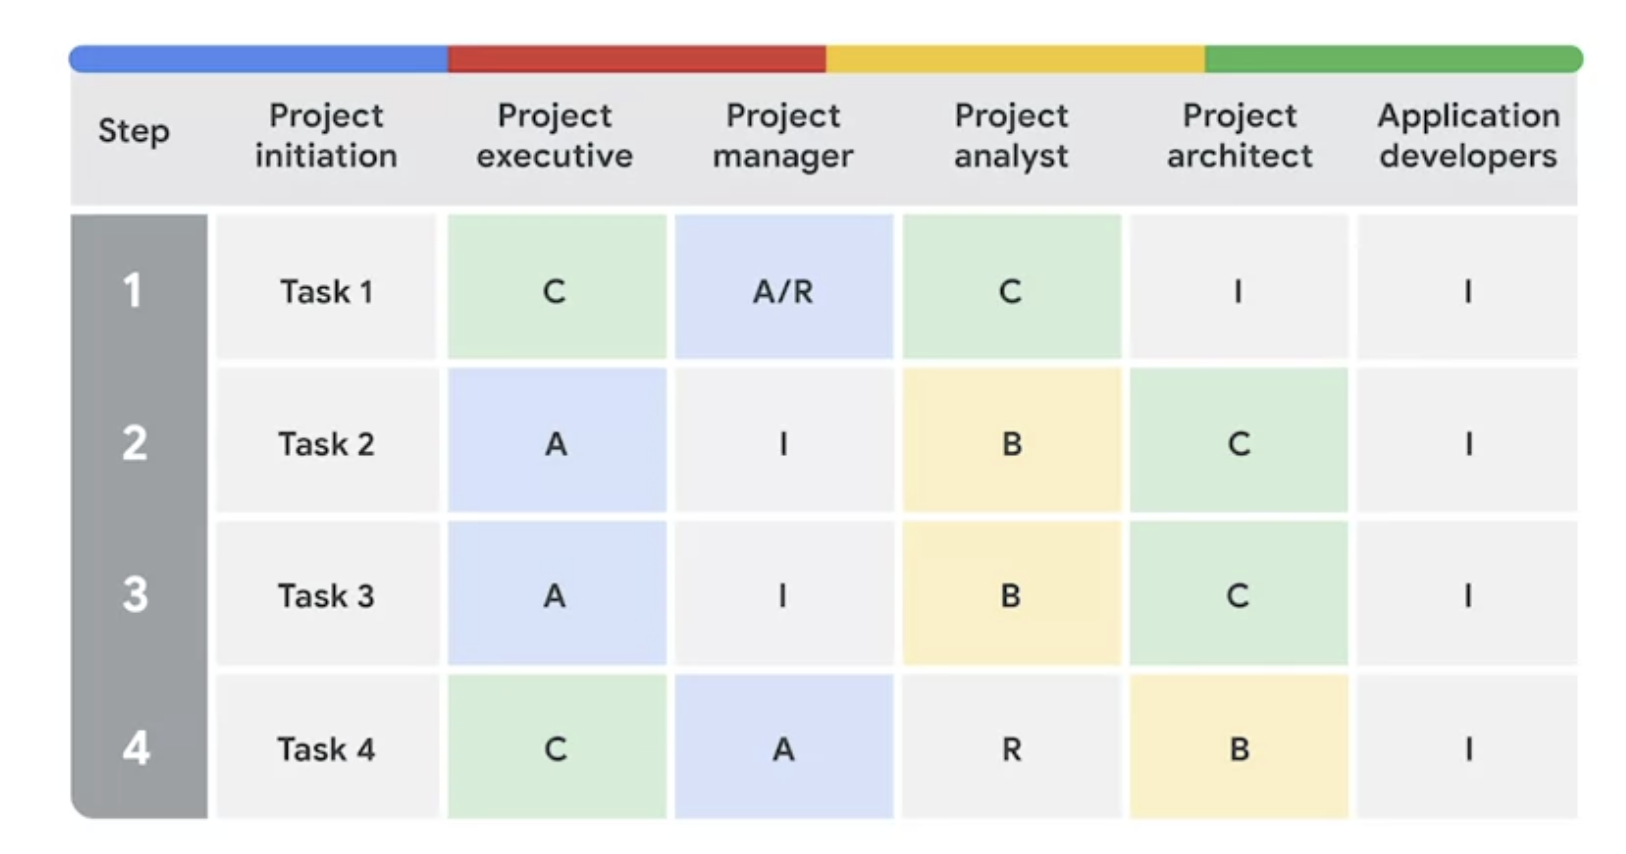 Step Project initiation Project executive Project manager Project analyst Project architect Application developers
1 Task 1 C A/R C I I
2 Task 2 A I B C I
3 Task 3 A I B C I
4 Task 4 C A R B I